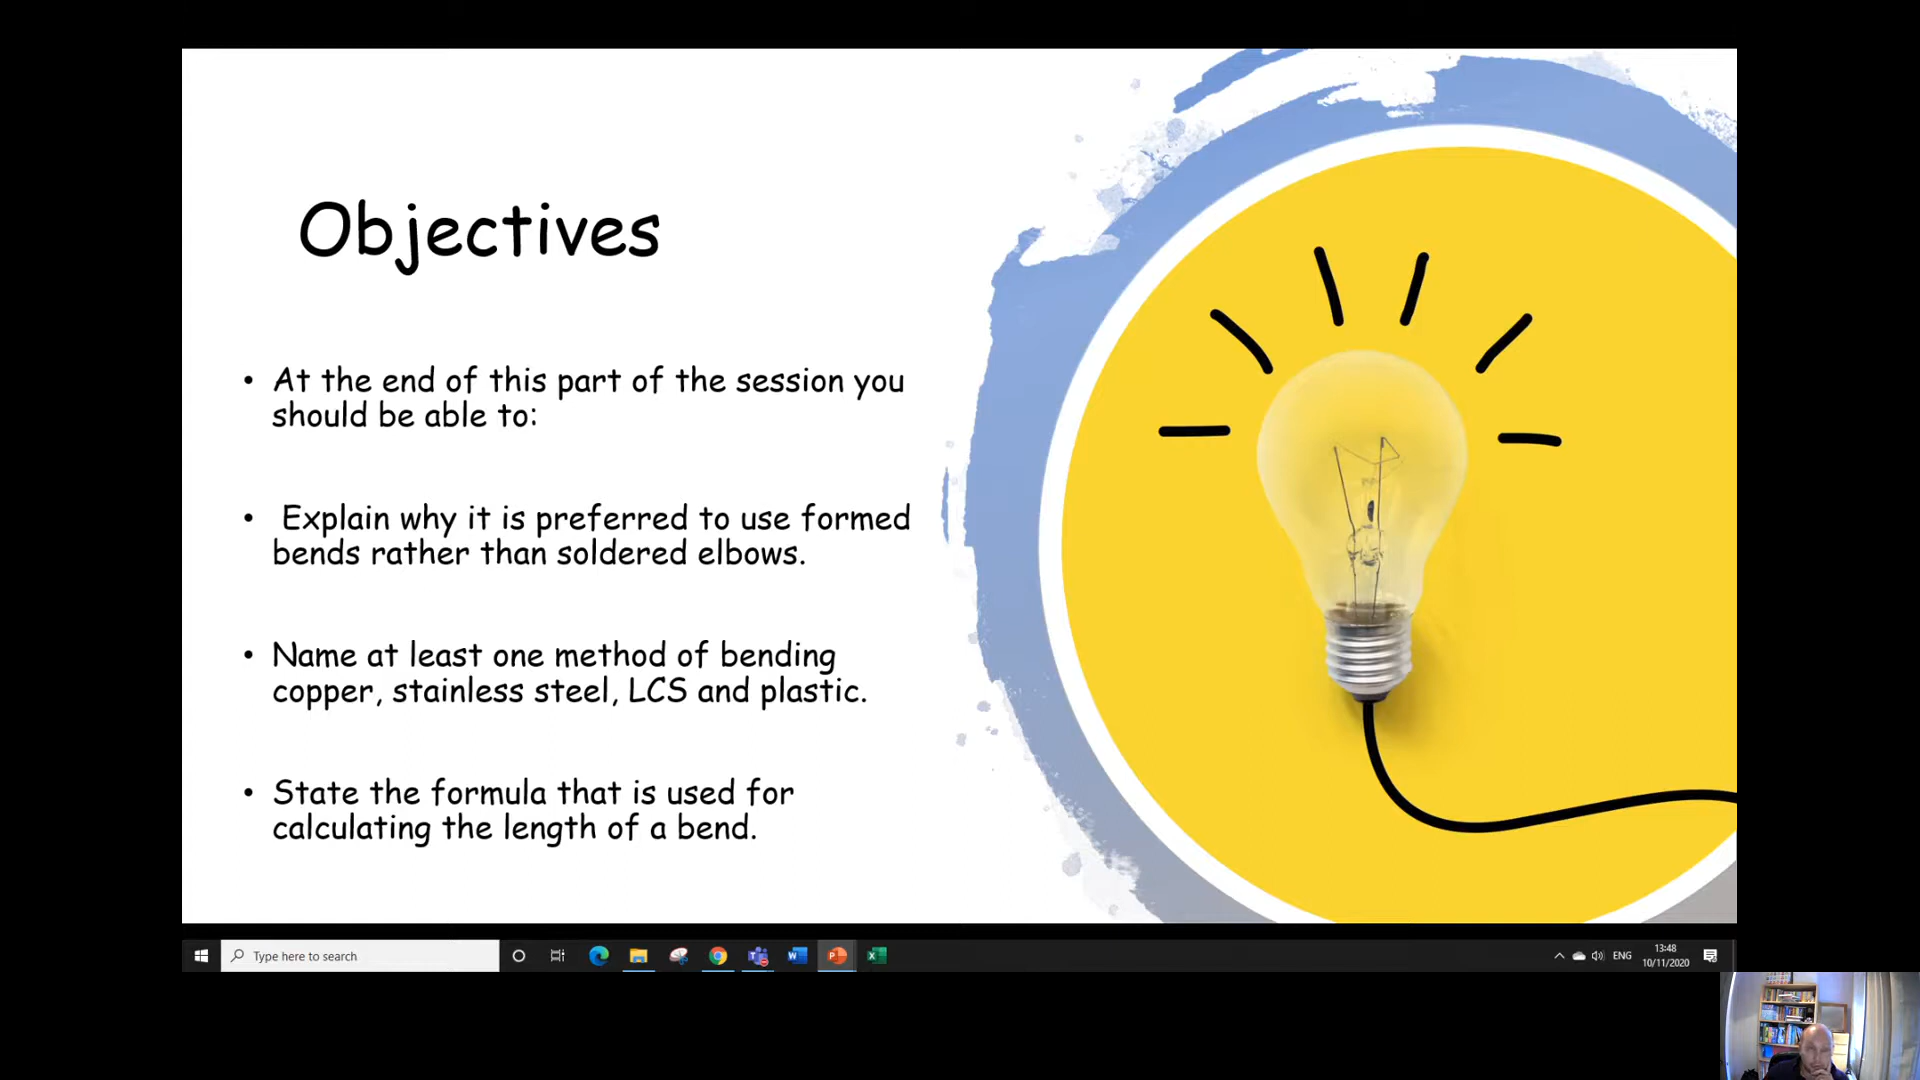 Objectives
• At the end of this part of the session you
should be able to:
• Explain why it is preferred to use formed
bends rather than soldered elbows.
• Name at least one method of bending
copper, stainless steel, LCS and plastic.
• State the formula that is used for
calculating the length of a bend.
Type here to search
ENG
13:48
10/11/2020